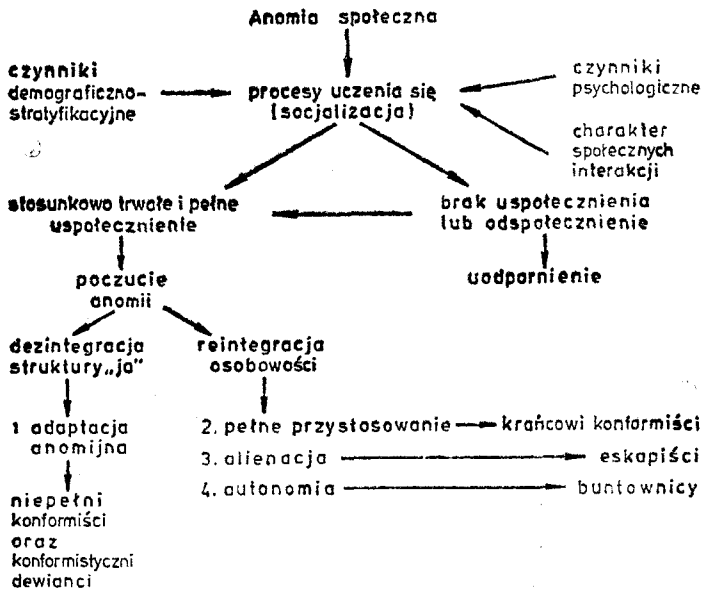 Anomia społeczna
czynniki
demograficzno-
stratyfikacyjne
procesy uczenia się
(socjalizacja)
czynniki
psychologiczne
charakter
społecznych
interakcji
stosunkowo trwałe i pełne
uspołecznienie
brak uspołecznienia
lub odspołecznienie
poczucie
anomii
uodpornienie
dezintegracja
struktury „ja”
reintegracja
osobowości
1 adaptacja
anomijna
2. pełne przystosowanie
krańcowi konformiści
3. alienacja
eskapiści
4. autonomia
buntownicy
niepełni
konformiści
oraz
konformistyczni
dewianci